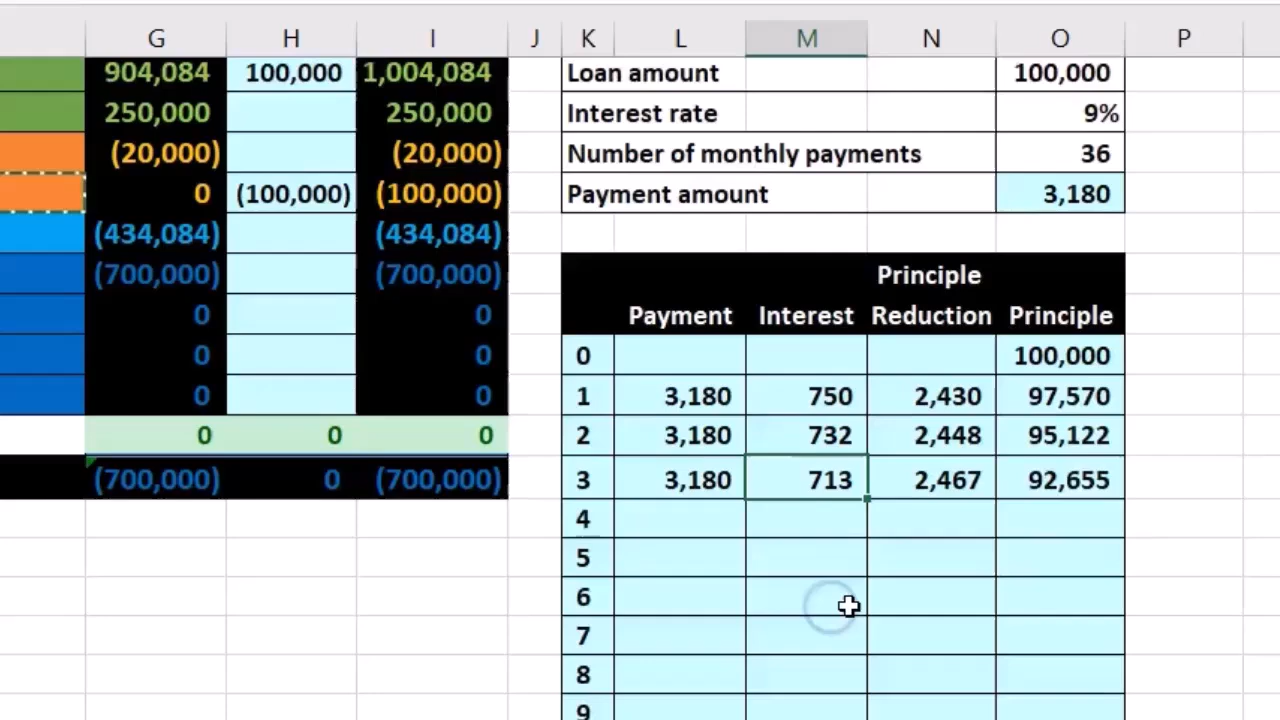 G H I J K L M N O P
904,084 100,000 1,004,084 Loan amount 100,000
250,000 250,000 Interest rate 9%
(20,000) (20,000) Number of monthly payments 36
0 (100,000) (100,000) Payment amount 3,180
(434,084) (434,084)
(700,000) (700,000) Principle
0 0 Payment Interest Reduction Principle
0 0 0 100,000
0 0 1 3,180 750 2,430 97,570
0 0 0 2 3,180 732 2,448 95,122
(700,000) 0 (700,000) 3 3,180 713 2,467 92,655
4
5
6
7
8
9